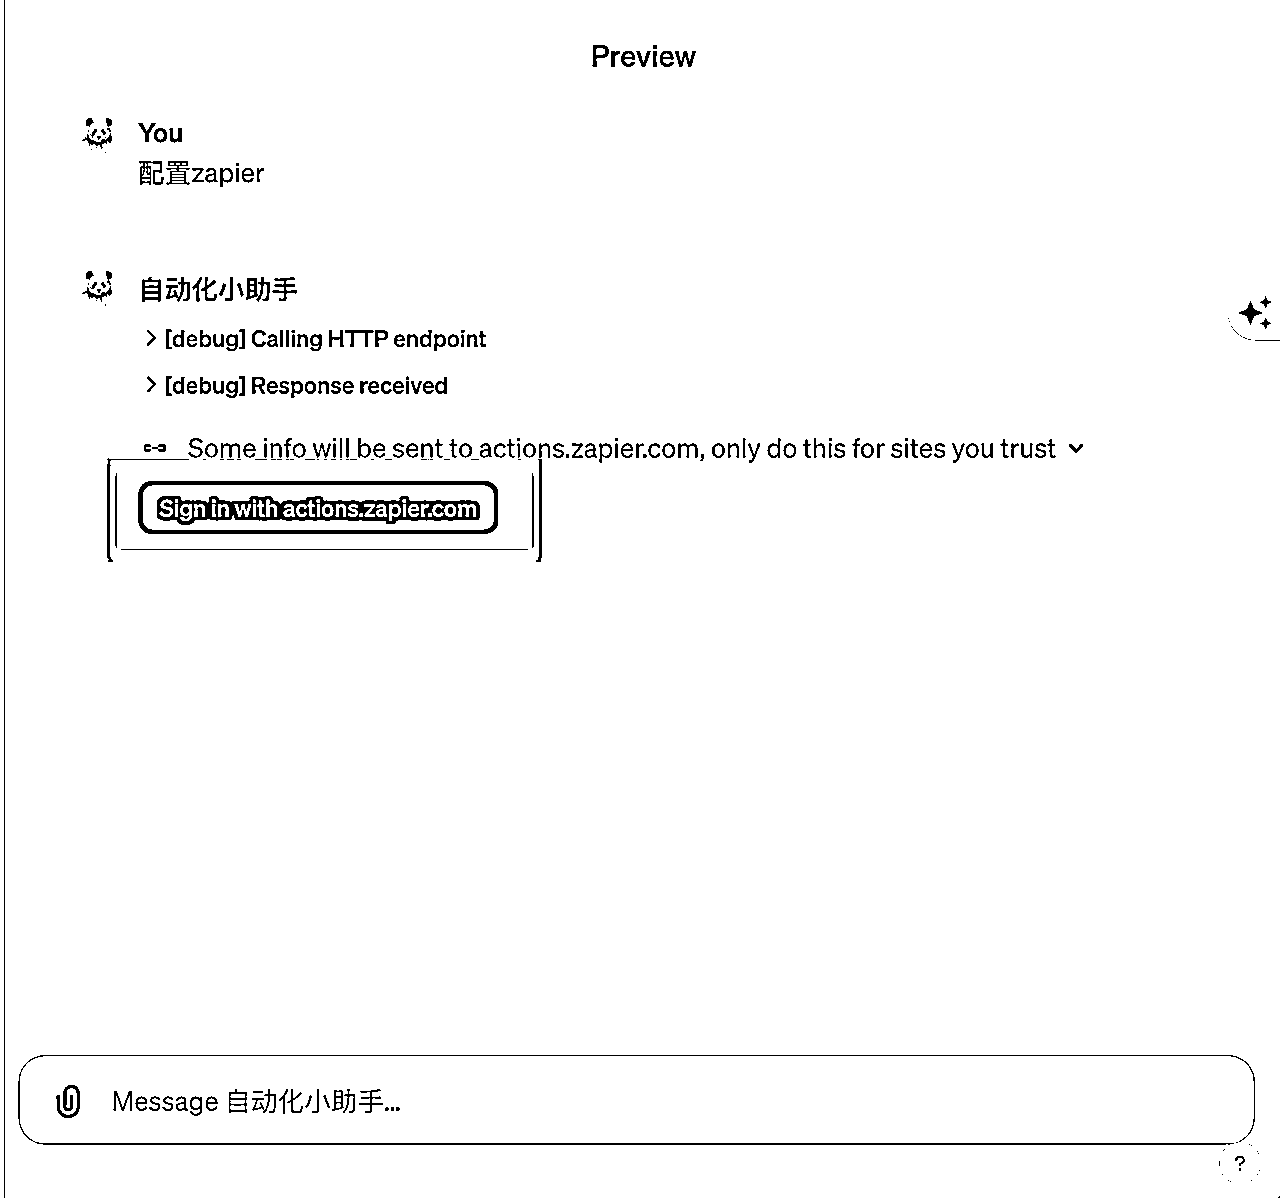 Preview
You
配置zapier
自动化小助手
[debug] Calling HTTP endpoint
[debug] Response received
Some info will be sent to actions.zapier.com, only do this for sites you trust
Sign in with actions.zapier.com
Message 自动化小助手...
?